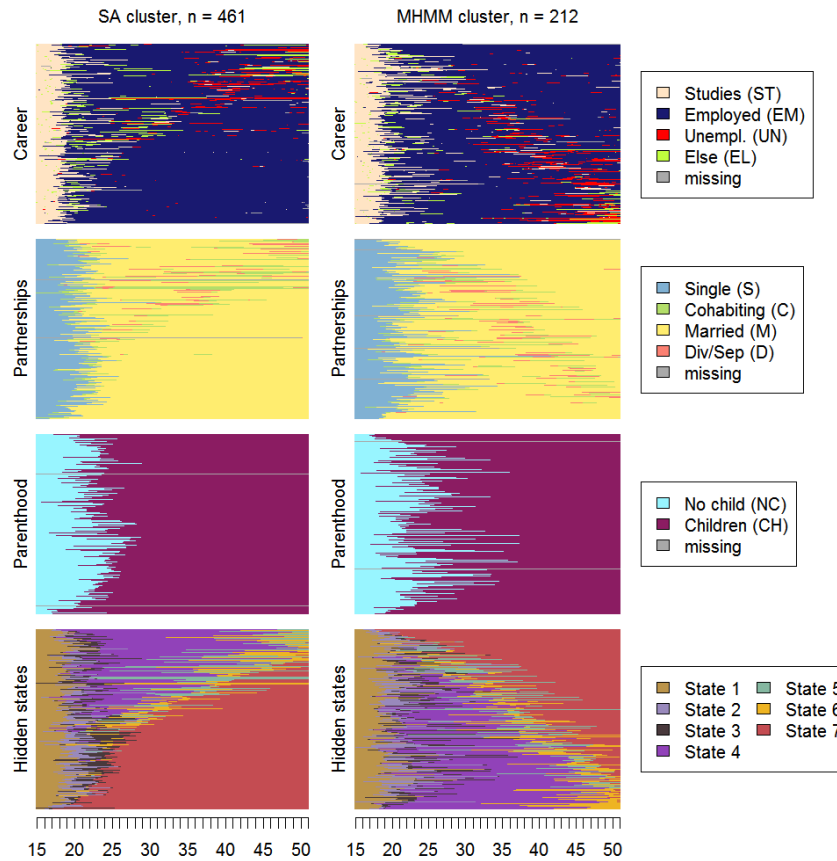 SA cluster, n = 461
MHMM cluster, n = 212
Career
Career
Studies (ST)
Employed (EM)
Unempl. (UN)
Else (EL)
missing
Partnerships
Partnerships
Single (S)
Cohabiting (C)
Married (M)
Div/Sep (D)
missing
Parenthood
Parenthood
No child (NC)
Children (CH)
missing
Hidden states
Hidden states
State 1 State 5
State 2 State 6
State 3 State 7
State 4
15 20 25 30 35 40 45 50
15 20 25 30 35 40 45 50